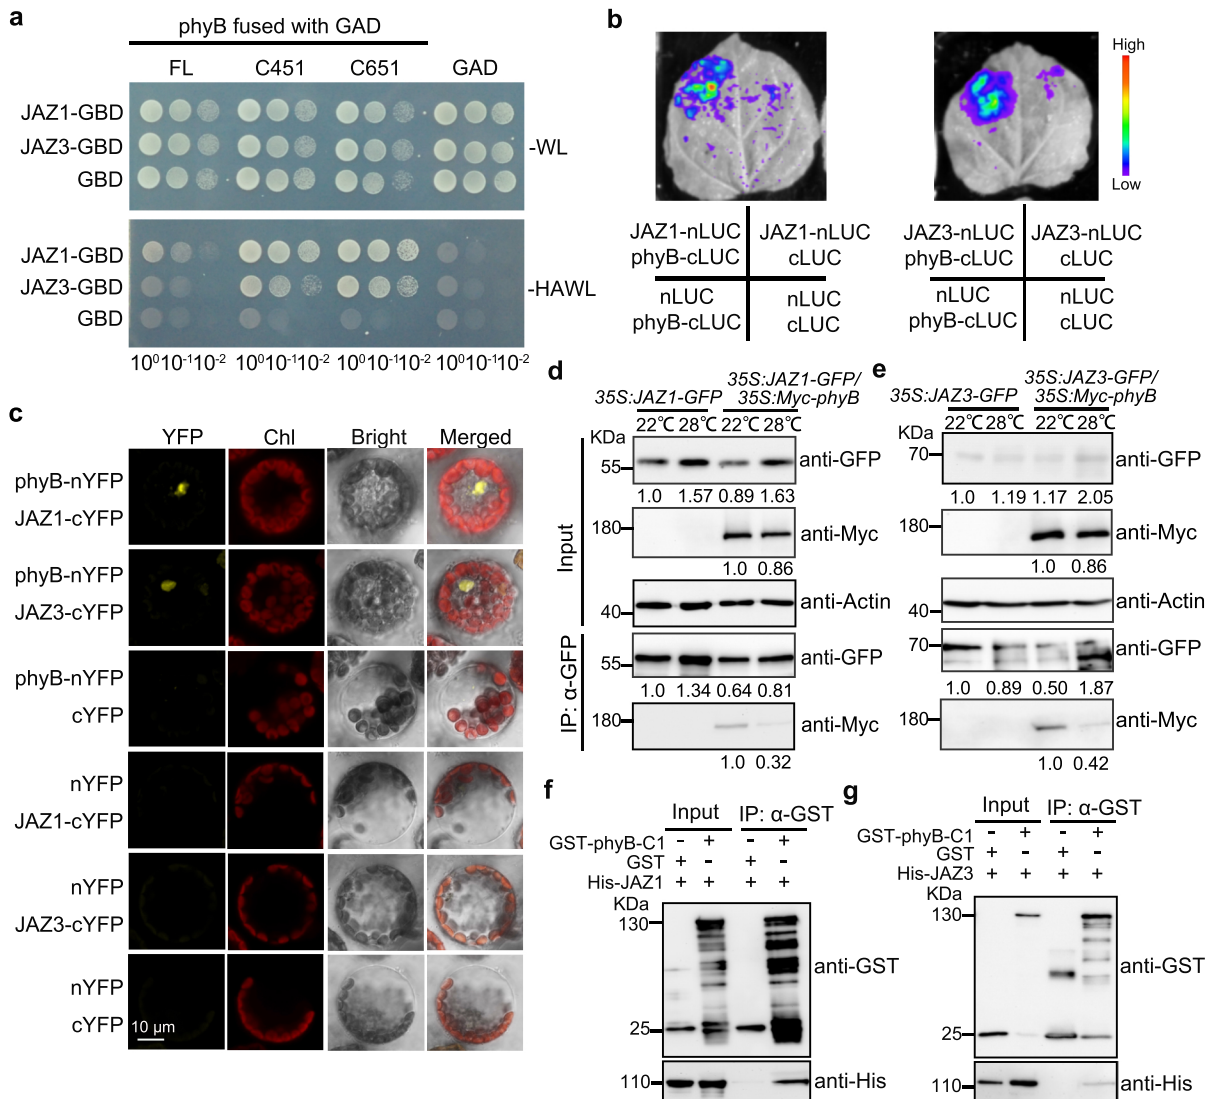 a
phyB fused with GAD
FL C451 C651 GAD
JAZ1-GBD
JAZ3-GBD
GBD
-WL
JAZ1-GBD
JAZ3-GBD
GBD
-HAWL
10⁰10⁻¹10⁻² 10⁰10⁻¹10⁻² 10⁰10⁻¹10⁻² 10⁰10⁻¹10⁻²
b
High
Low
JAZ1-nLUC JAZ1-nLUC
phyB-cLUC cLUC
nLUC nLUC
phyB-cLUC cLUC
JAZ3-nLUC JAZ3-nLUC
phyB-cLUC cLUC
nLUC nLUC
phyB-cLUC cLUC
c
YFP Chl Bright Merged
phyB-nYFP
JAZ1-cYFP
phyB-nYFP
JAZ3-cYFP
phyB-nYFP
cYFP
nYFP
JAZ1-cYFP
nYFP
JAZ3-cYFP
nYFP
cYFP
10 μm
d
35S:JAZ1-GFP/
35S:JAZ1-GFP 35S:Myc-phyB
22℃ 28℃ 22℃ 28℃
KDa
Input
55 anti-GFP
1.0 1.57 0.89 1.63
180 anti-Myc
1.0 0.86
40 anti-Actin
IP: α-GFP
55 anti-GFP
1.0 1.34 0.64 0.81
180 anti-Myc
1.0 0.32
e
35S:JAZ3-GFP/
35S:JAZ3-GFP 35S:Myc-phyB
22℃ 28℃ 22℃ 28℃
KDa
70 anti-GFP
1.0 1.19 1.17 2.05
180 anti-Myc
1.0 0.86
40 anti-Actin
70 anti-GFP
1.0 0.89 0.50 1.87
180 anti-Myc
1.0 0.42
f
Input IP: α-GST
GST-phyB-C1 - + - +
GST + - + -
His-JAZ1 + + + +
KDa
130
anti-GST
25
110 anti-His
g
Input IP: α-GST
GST-phyB-C1 - + - +
GST + - + -
His-JAZ3 + + + +
KDa
130
anti-GST
25
110 anti-His